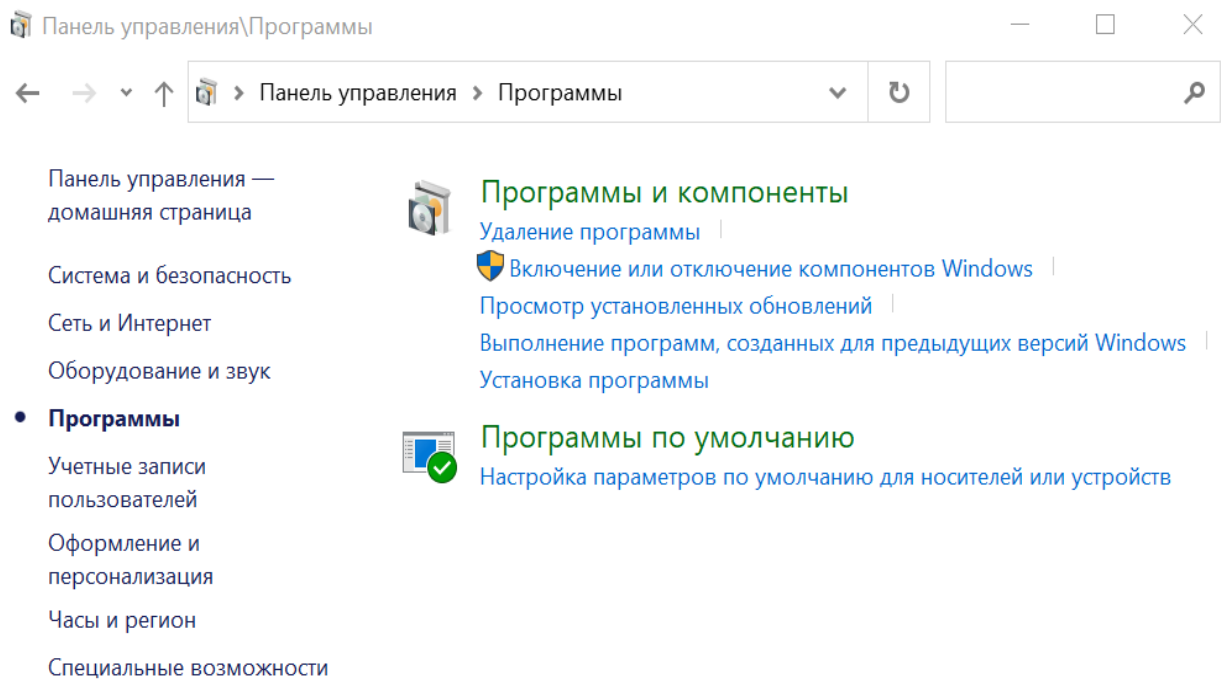 Панель управления\Программы
Панель управления > Программы
Панель управления —
домашняя страница
Система и безопасность
Сеть и Интернет
Оборудование и звук
• Программы
Учетные записи
пользователей
Оформление и
персонализация
Часы и регион
Специальные возможности
Программы и компоненты
Удаление программы
Включение или отключение компонентов Windows
Просмотр установленных обновлений
Выполнение программ, созданных для предыдущих версий Windows
Установка программы
Программы по умолчанию
Настройка параметров по умолчанию для носителей или устройств